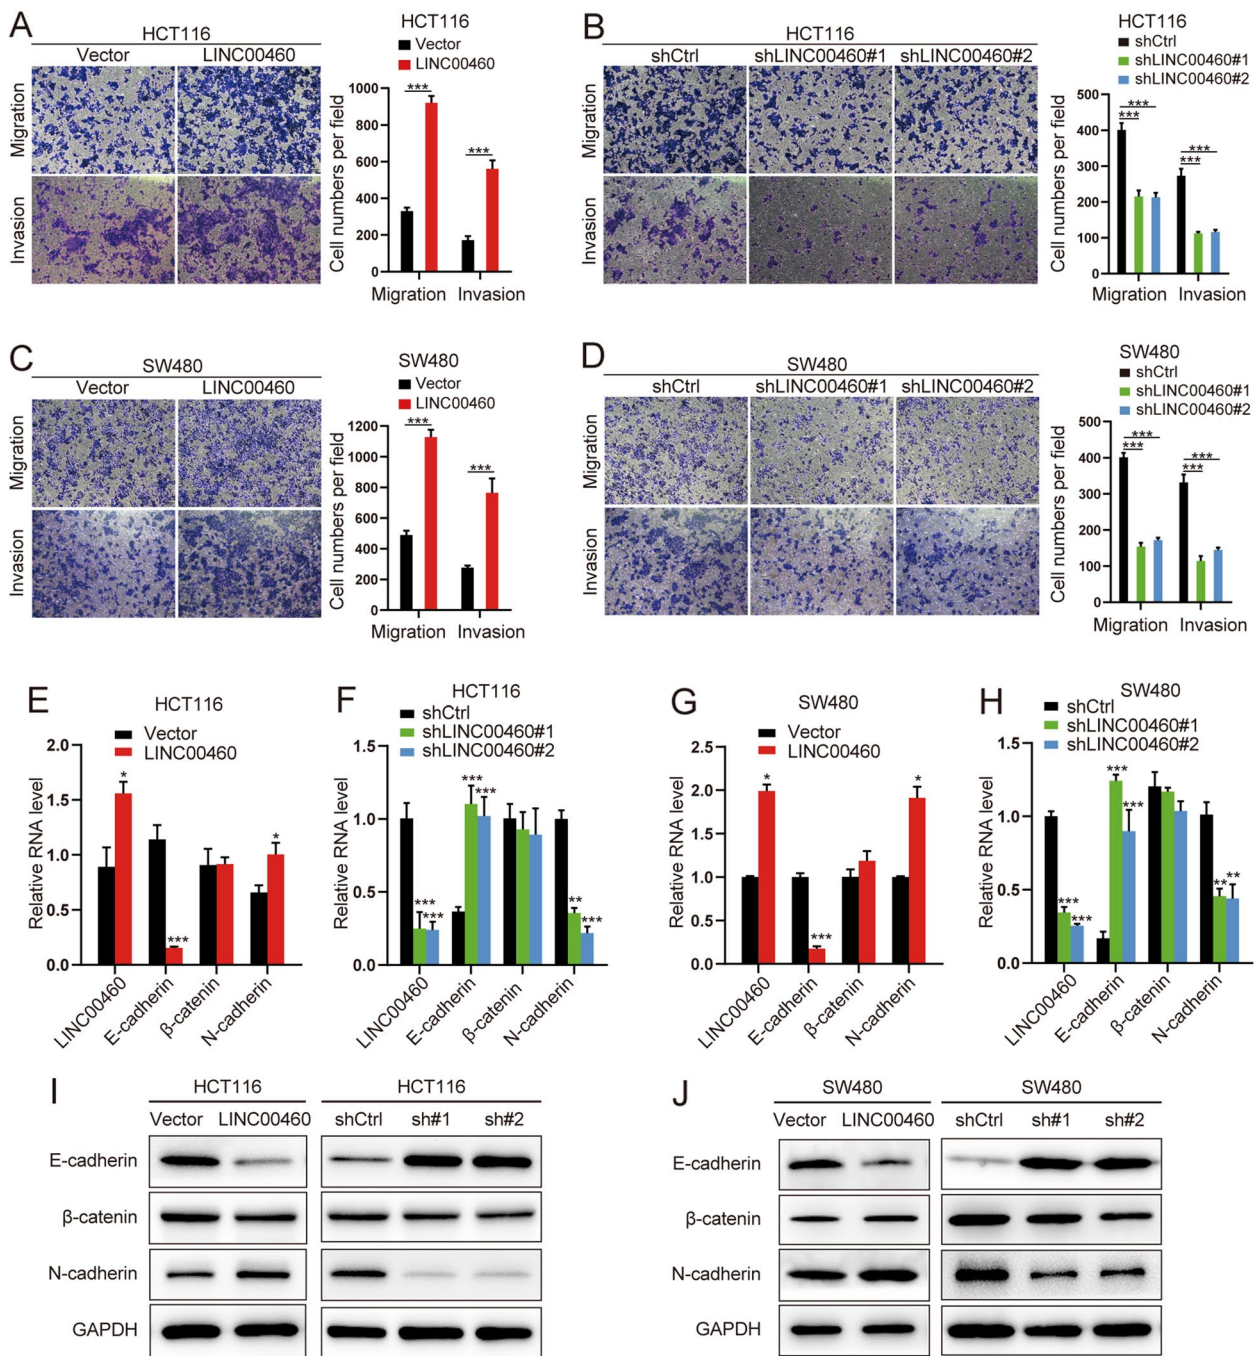 A
HCT116
Vector LINC00460
Migration
Invasion
HCT116
Vector
LINC00460
Cell numbers per field
1000
800
600
400
200
0
***
***
Migration Invasion
B
HCT116
shCtrl shLINC00460#1 shLINC00460#2
Migration
Invasion
HCT116
shCtrl
shLINC00460#1
shLINC00460#2
Cell numbers per field
500
400
300
200
100
0
***
***
***
***
Migration Invasion
C
SW480
Vector LINC00460
Migration
Invasion
SW480
Vector
LINC00460
Cell numbers per field
1200
1000
800
600
400
200
0
***
***
Migration Invasion
D
SW480
shCtrl shLINC00460#1 shLINC00460#2
Migration
Invasion
SW480
shCtrl
shLINC00460#1
shLINC00460#2
Cell numbers per field
500
400
300
200
100
0
***
***
***
***
Migration Invasion
E
HCT116
Vector
LINC00460
Relative RNA level
2.0
1.5
1.0
0.5
0.0
*
***
*
LINC00460
E-cadherin
β-catenin
N-cadherin
F
HCT116
shCtrl
shLINC00460#1
shLINC00460#2
Relative RNA level
1.5
1.0
0.5
0.0
***
***
***
***
**
***
LINC00460
E-cadherin
β-catenin
N-cadherin
G
SW480
Vector
LINC00460
Relative RNA level
2.5
2.0
1.5
1.0
0.5
0.0
*
***
*
LINC00460
E-cadherin
β-catenin
N-cadherin
H
SW480
shCtrl
shLINC00460#1
shLINC00460#2
Relative RNA level
1.5
1.0
0.5
0.0
***
***
***
***
**
**
LINC00460
E-cadherin
β-catenin
N-cadherin
I
HCT116 HCT116
Vector LINC00460 shCtrl sh#1 sh#2
E-cadherin
β-catenin
N-cadherin
GAPDH
J
SW480 SW480
Vector LINC00460 shCtrl sh#1 sh#2
E-cadherin
β-catenin
N-cadherin
GAPDH